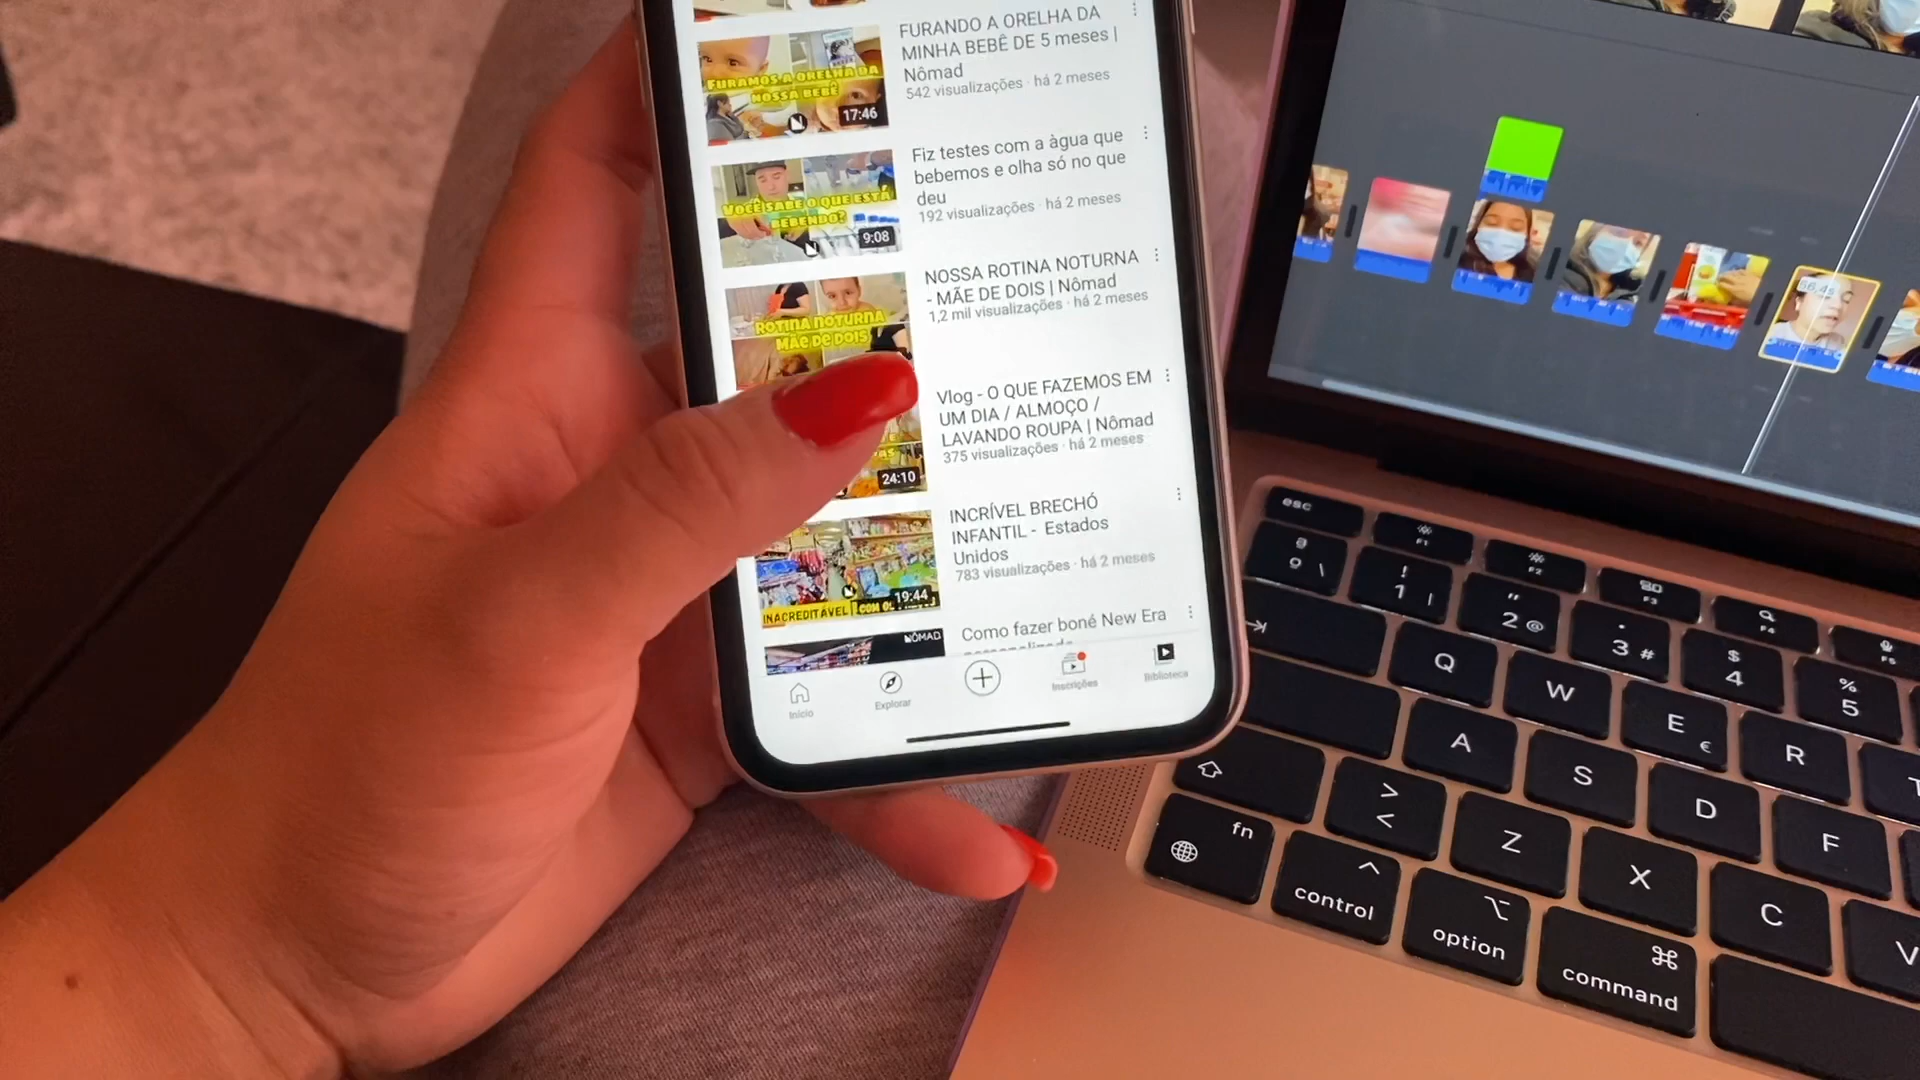 FURANDO A ORELHA DA
MINHA BEBÊ DE 5 meses |
Nômad
542 visualizações · há 2 meses
FURAMOS A ORELHA DA
NOSSA BEBÊ
17:46
Fiz testes com a àgua que
bebemos e olha só no que
deu
192 visualizações · há 2 meses
VOCÊ SABE O QUE ESTÁ
BEBENDO?
9:08
NOSSA ROTINA NOTURNA
- MÃE DE DOIS | Nômad
1,2 mil visualizações · há 2 meses
ROTINA NOTURNA
MÃE DE DOIS
Vlog - O QUE FAZEMOS EM
UM DIA / ALMOÇO /
LAVANDO ROUPA | Nômad
375 visualizações · há 2 meses
24:10
INCRÍVEL BRECHÓ
INFANTIL - Estados
Unidos
783 visualizações · há 2 meses
19:44
INACREDITÁVEL
Como fazer boné New Era
NÔMAD
Início
Explorar
Inscrições
Biblioteca
esc
F1
F2
F3
F4
F5
ª
º \
!
1 |
"
2 @
·
3 #
$
4
%
5
Q
W
E €
R
T
A
S
D
F
>
<
Z
X
C
V
fn
control
option
command